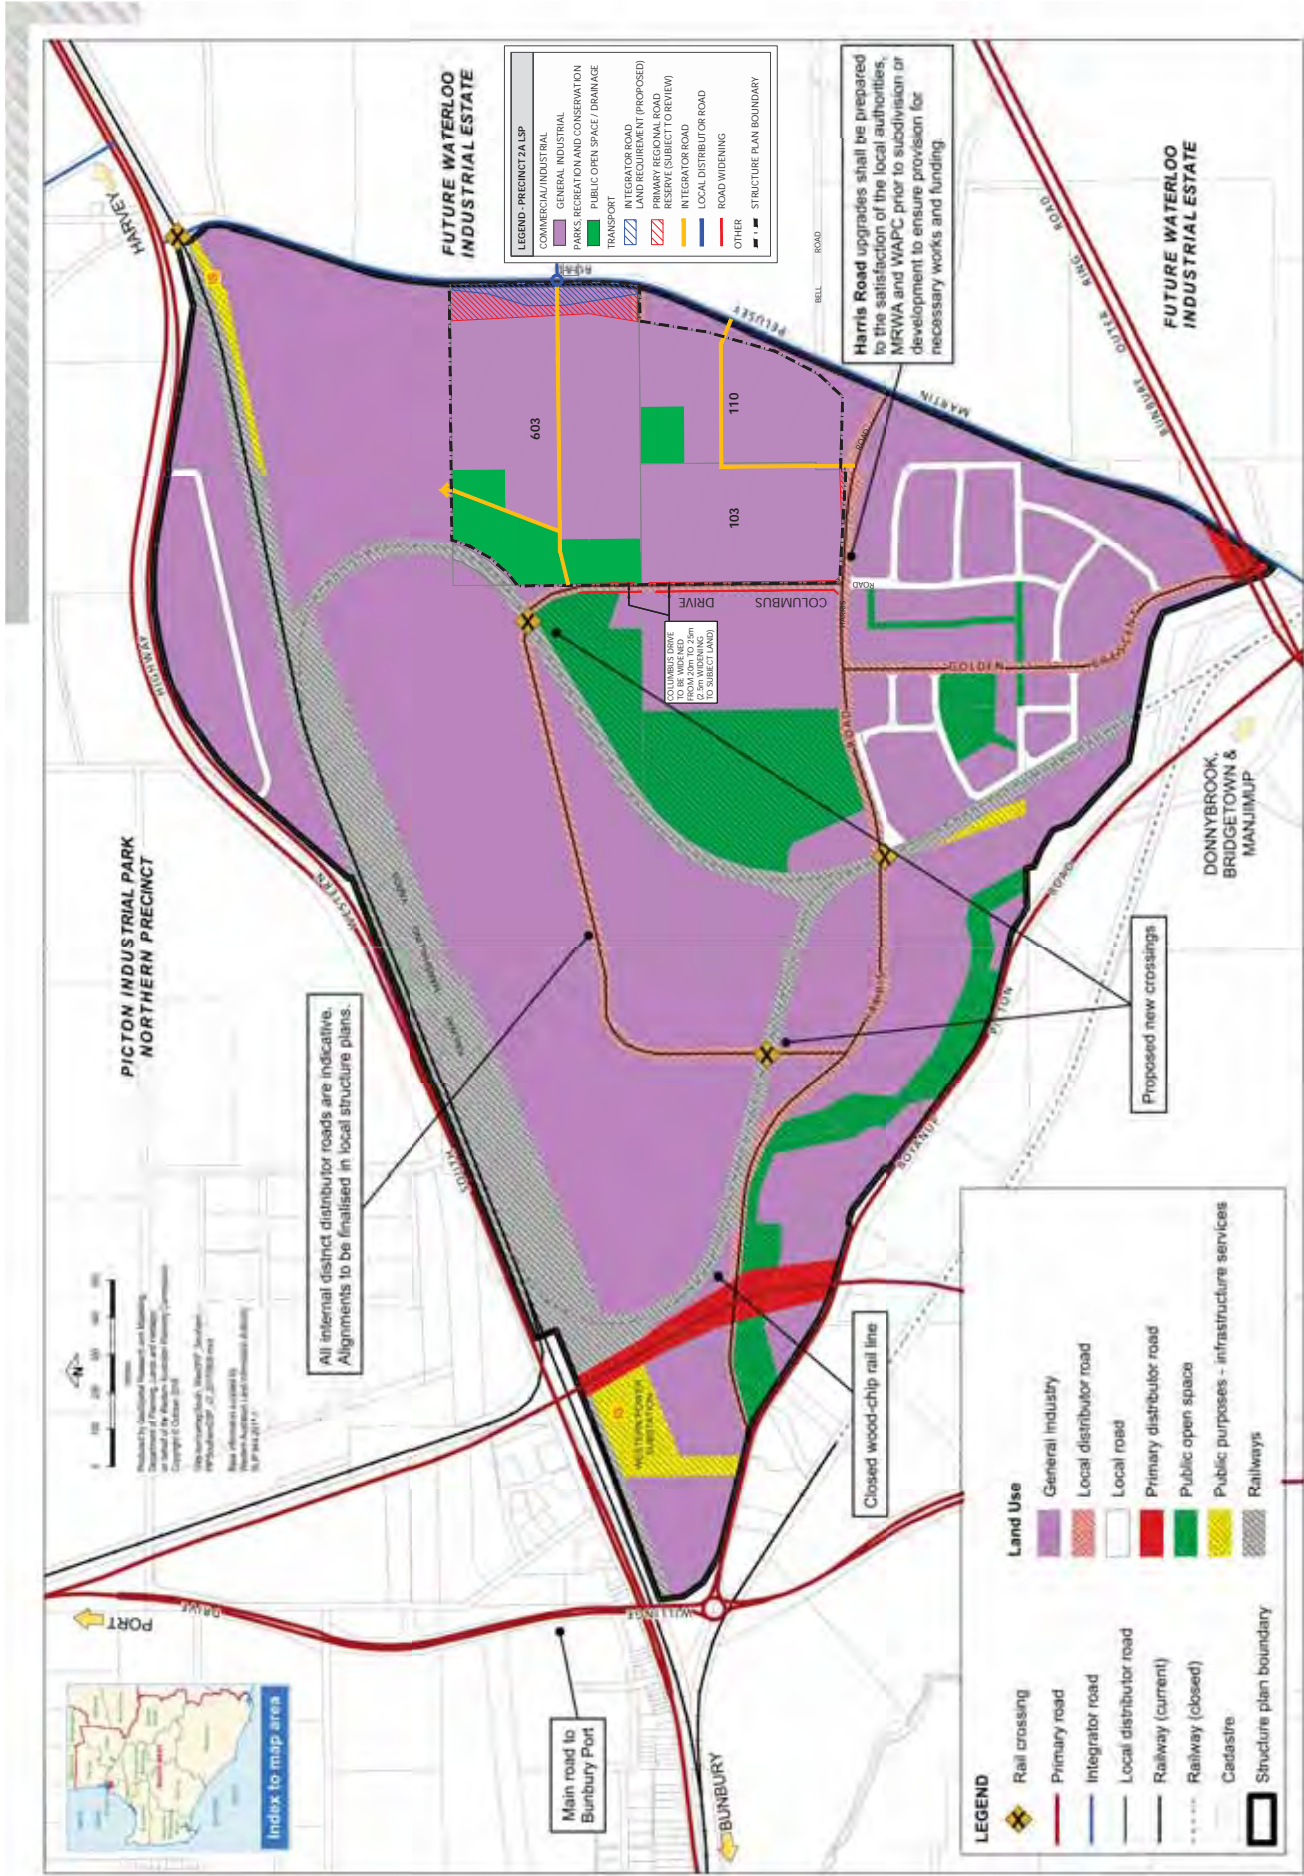 PICTON INDUSTRIAL PARK
NORTHERN PRECINCT
FUTURE WATERLOO
INDUSTRIAL ESTATE
FUTURE WATERLOO
INDUSTRIAL ESTATE
HARVEY
PORT
BUNBURY
DONNYBROOK,
BRIDGETOWN &
MANJIMUP
LEGEND - PRECINCT 2A LSP
COMMERCIAL/INDUSTRIAL
GENERAL INDUSTRIAL
PARKS, RECREATION AND CONSERVATION
PUBLIC OPEN SPACE / DRAINAGE
TRANSPORT
INTEGRATOR ROAD
LAND REQUIREMENT (PROPOSED)
PRIMARY REGIONAL ROAD
RESERVE (SUBJECT TO REVIEW)
INTEGRATOR ROAD
LOCAL DISTRIBUTOR ROAD
ROAD WIDENING
OTHER
STRUCTURE PLAN BOUNDARY
Harris Road upgrades shall be prepared
to the satisfaction of the local authorities,
MRWA and WAPC prior to subdivision or
development to ensure provision for
necessary works and funding.
All internal district distributor roads are indicative.
Alignments to be finalised in local structure plans.
COLUMBUS DRIVE
TO BE WIDENED
FROM 20m TO 25m
(2.5m WIDENING
TO SUBJECT LAND)
Proposed new crossings
Closed wood-chip rail line
Main road to
Bunbury Port
WESTERN POWER
SUBSTATION
603
110
103
SOUTH
WESTERN
HIGHWAY
MARSHALLING
YARDS
COLUMBUS
DRIVE
MARTIN
PELUSEY
BELL
ROAD
BUNBURY
OUTER
RING
ROAD
GOLDING
CRESCENT
ROAD
ROAD
ROAD
BOYANUP
PICTON
ROAD
WILLINGE
DRIVE
N
Index to map area
LEGEND
Rail crossing
Primary road
Integrator road
Local distributor road
Railway (current)
Railway (closed)
Cadastre
Structure plan boundary
Land Use
General industry
Local distributor road
Local road
Primary distributor road
Public open space
Public purposes - infrastructure services
Railways